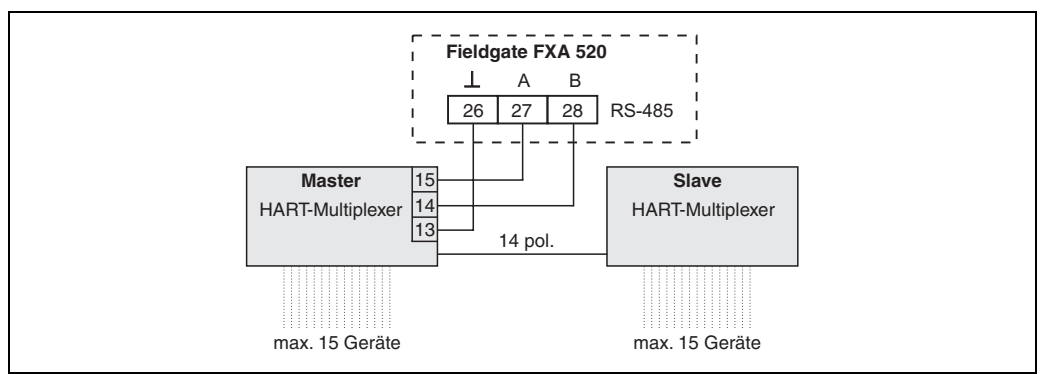 Fieldgate FXA 520
⊥ A B
26 27 28 RS-485
Master
HART-Multiplexer
15
14
13
14 pol.
Slave
HART-Multiplexer
max. 15 Geräte
max. 15 Geräte